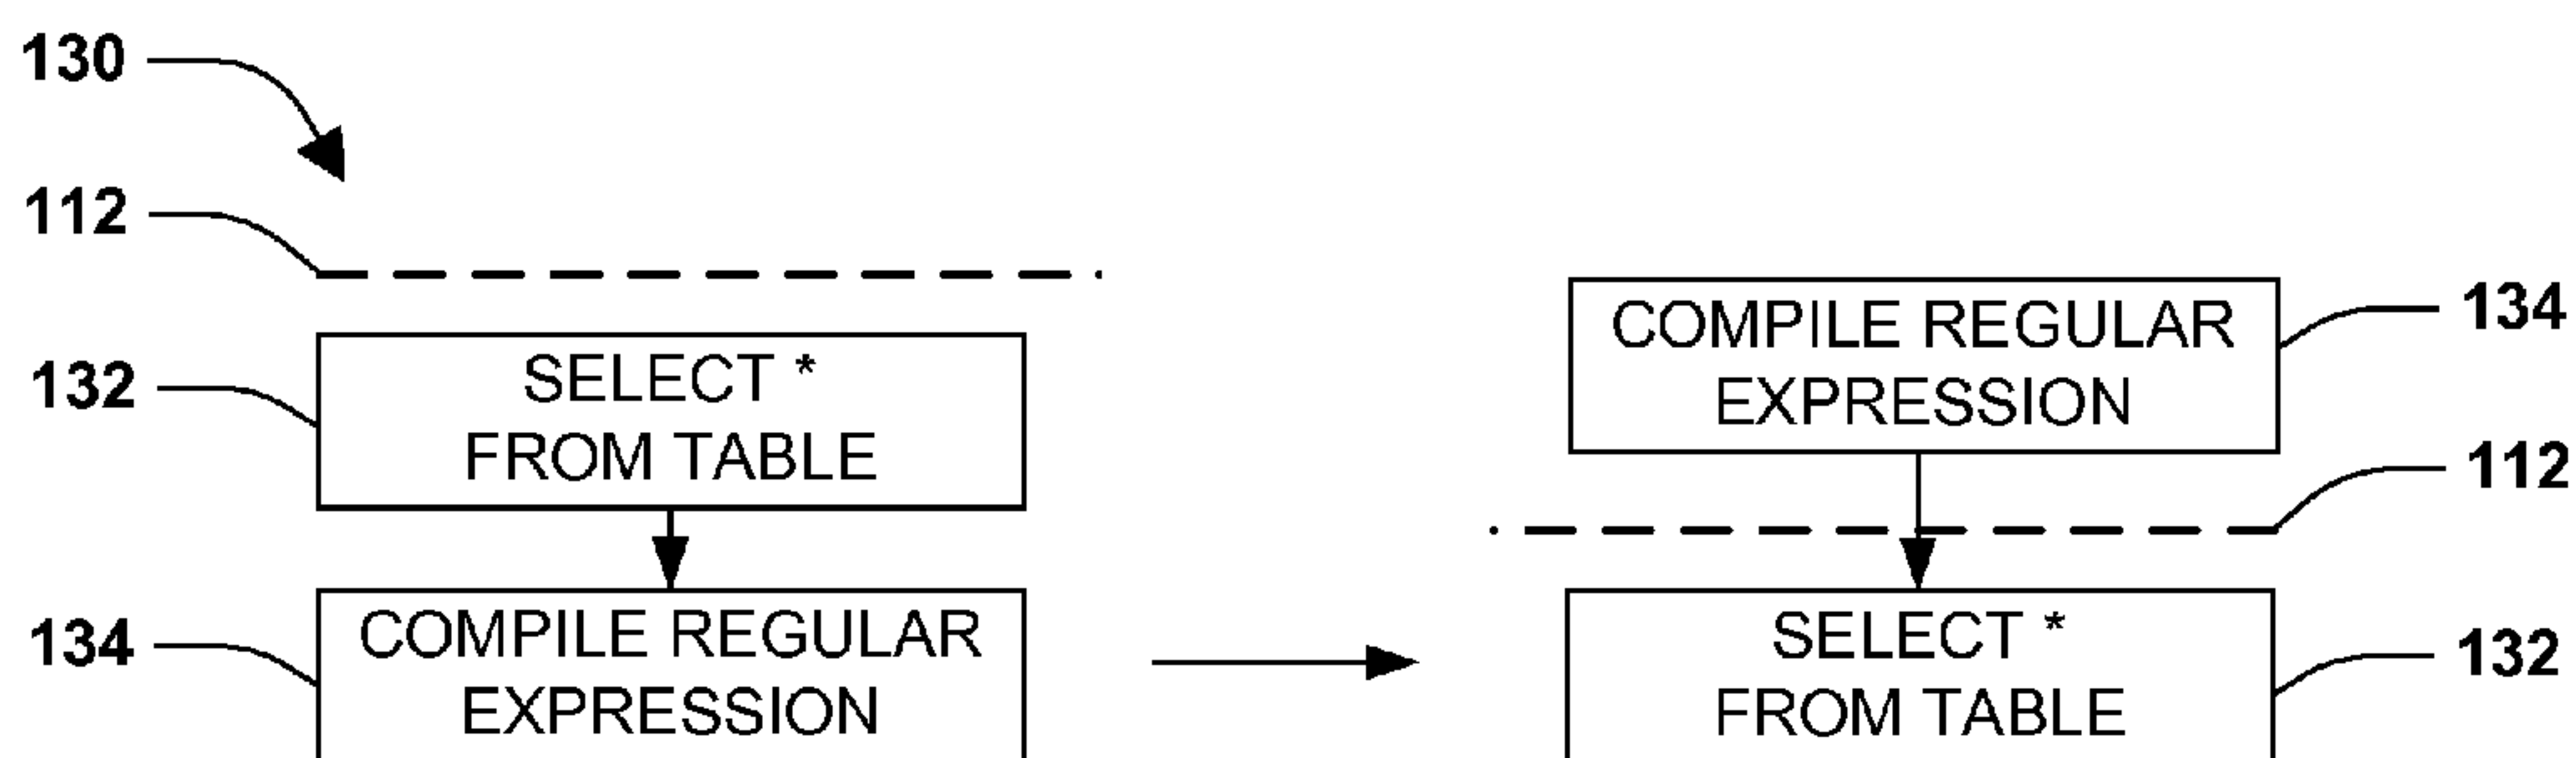 130
112
132
SELECT *
FROM TABLE
134
COMPILE REGULAR
EXPRESSION
COMPILE REGULAR
EXPRESSION
134
112
SELECT *
FROM TABLE
132